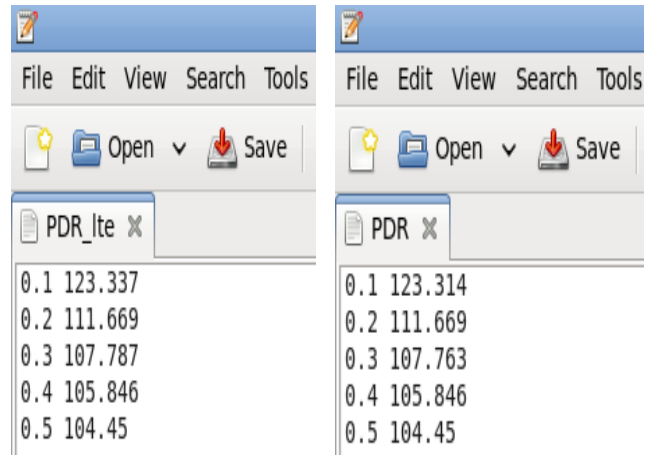 File Edit View Search Tools
Open Save
PDR_lte
0.1 123.337
0.2 111.669
0.3 107.787
0.4 105.846
0.5 104.45
File Edit View Search Tools
Open Save
PDR
0.1 123.314
0.2 111.669
0.3 107.763
0.4 105.846
0.5 104.45